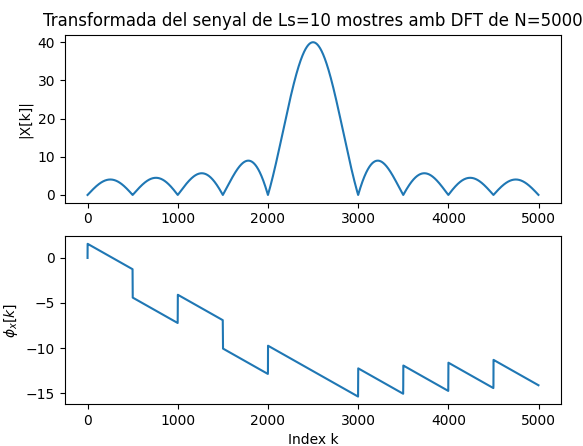 Transformada del senyal de Ls=10 mostres amb DFT de N=5000
|X[k]|
40
30
20
10
0
0 1000 2000 3000 4000 5000
ϕx[k]
0
−5
−10
−15
0 1000 2000 3000 4000 5000
Index k